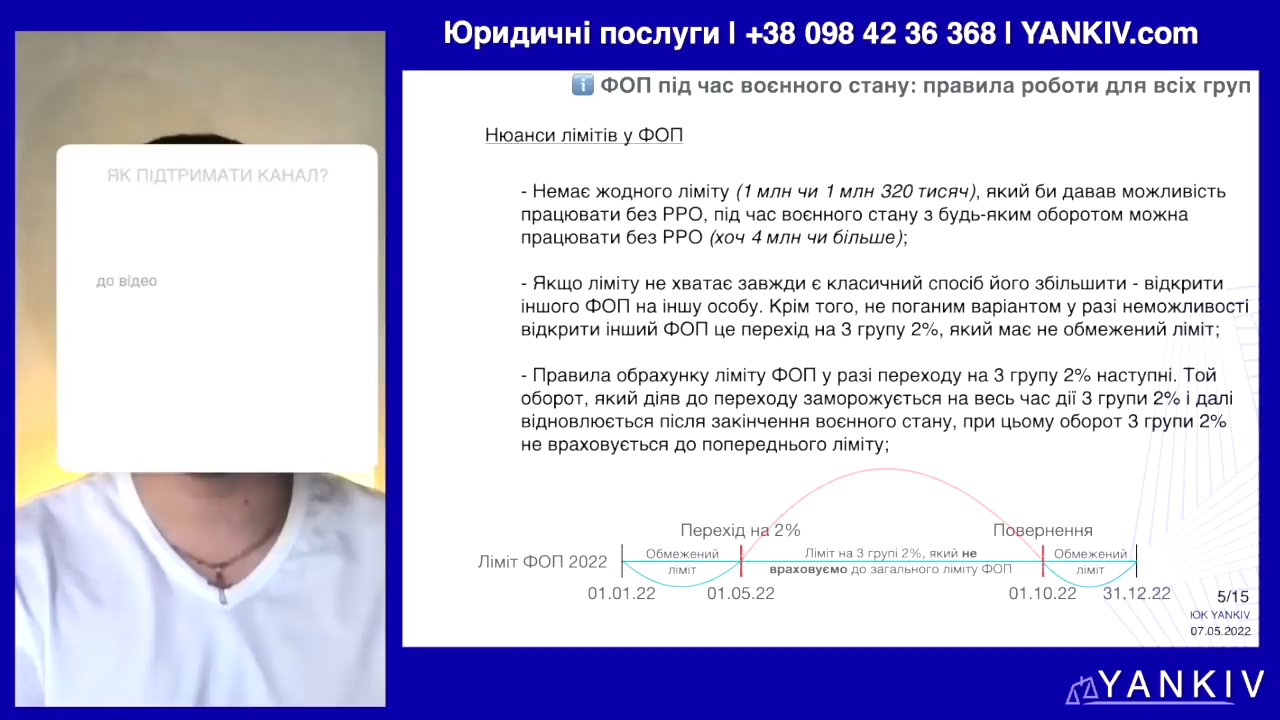 Юридичні послуги | +38 098 42 36 368 | YANKIV.com
ЯК ПІДТРИМАТИ КАНАЛ?
до відео
ФОП під час воєнного стану: правила роботи для всіх груп
Нюанси лімітів у ФОП
- Немає жодного ліміту (1 млн чи 1 млн 320 тисяч), який би давав можливість
працювати без РРО, під час воєнного стану з будь-яким оборотом можна
працювати без РРО (хоч 4 млн чи більше);
- Якщо ліміту не хватає завжди є класичний спосіб його збільшити - відкрити
іншого ФОП на іншу особу. Крім того, не поганим варіантом у разі неможливості
відкрити інший ФОП це перехід на 3 групу 2%, який має не обмежений ліміт;
- Правила обрахунку ліміту ФОП у разі переходу на 3 групу 2% наступні. Той
оборот, який діяв до переходу заморожується на весь час дії 3 групи 2% і далі
відновлюється після закінчення воєнного стану, при цьому оборот 3 групи 2%
не враховується до попереднього ліміту;
Перехід на 2%
Повернення
Ліміт ФОП 2022
Обмежений
ліміт
Ліміт на 3 групі 2%, який не
враховуємо до загального ліміту ФОП
Обмежений
ліміт
01.01.22
01.05.22
01.10.22
31.12.22
5/15
ЮК YANKIV
07.05.2022
YANKIV